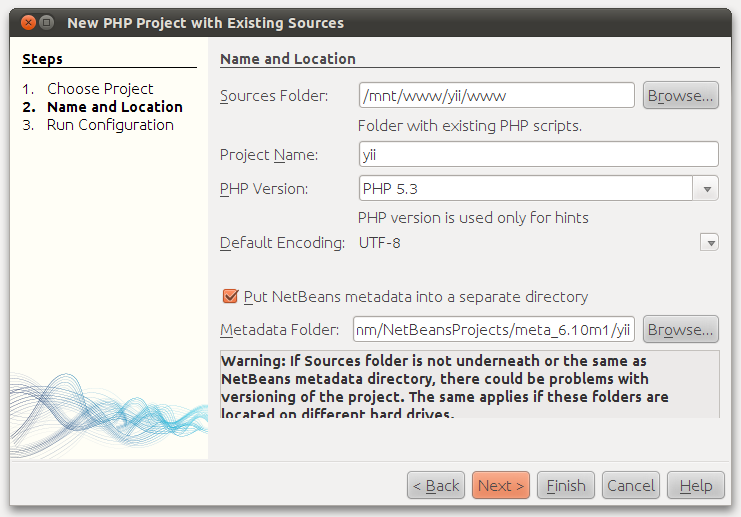 New PHP Project with Existing Sources
Steps
1. Choose Project
2. Name and Location
3. Run Configuration
Name and Location
Sources Folder: /mnt/www/yii/www Browse...
Folder with existing PHP scripts.
Project Name: yii
PHP Version: PHP 5.3
PHP version is used only for hints
Default Encoding: UTF-8
Put NetBeans metadata into a separate directory
Metadata Folder: nm/NetBeansProjects/meta_6.10m1/yii Browse...
Warning: If Sources folder is not underneath or the same as
NetBeans metadata directory, there could be problems with
versioning of the project. The same applies if these folders are
located on different hard drives.
< Back Next > Finish Cancel Help